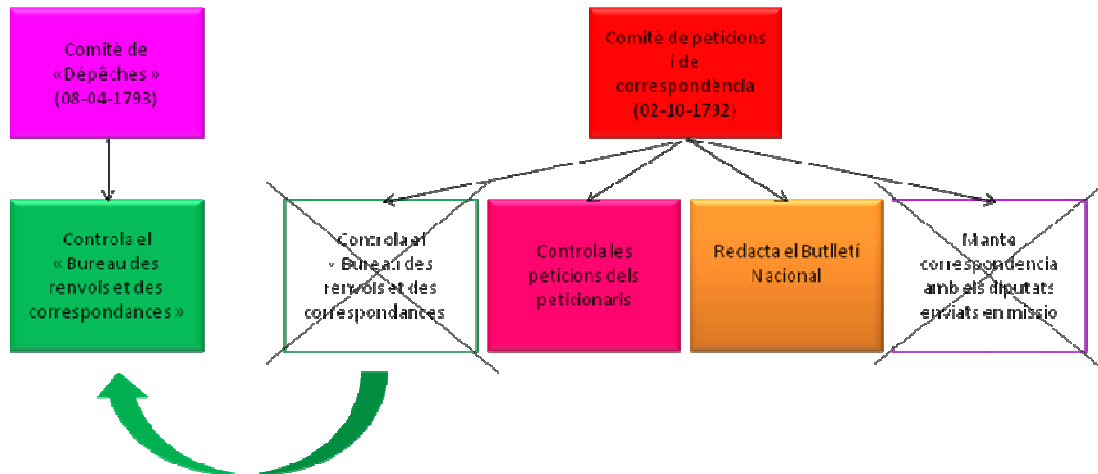 Comitè de
« Dépêches »
(08-04-1793)
Comitè de peticions
i de
correspondència
(02-10-1792)
Controla el
« Bureau des
renvois et des
correspondances »
Controla el
« Bureau des
renvois et des
correspondances
Controla les
peticions dels
peticionaris
Redacta el Butlletí
Nacional
Mante
correspondencia
amb els diputats
enviats en missio